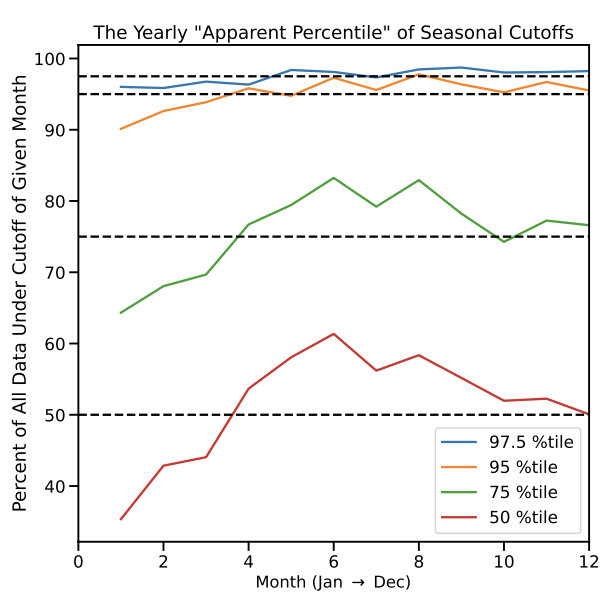 The Yearly "Apparent Percentile" of Seasonal Cutoffs
Percent of All Data Under Cutoff of Given Month
100
90
80
70
60
50
40
97.5 %tile
95 %tile
75 %tile
50 %tile
0 2 4 6 8 10 12
Month (Jan → Dec)